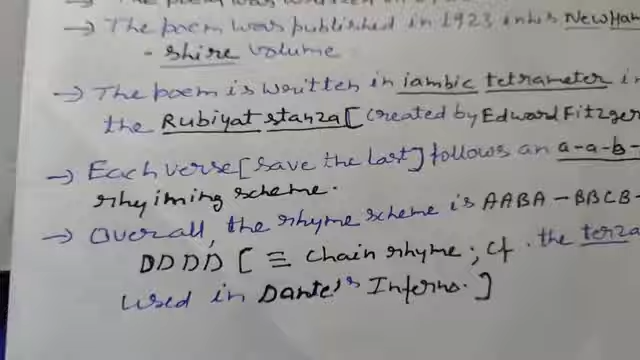 → The poem was published in 1923 in his New Ham
- shire volume
→ The poem is written in iambic tetrameter in
the Rubiyat stanza [created by Edward Fitzger
→ Each verse [save the last] follows an a-a-b-
rhyiming scheme.
→ Overall, the rhyme scheme is AABA - BBCB -
DDDD [≡ Chain rhyme; cf. the terza
used in Dante's Inferno.]